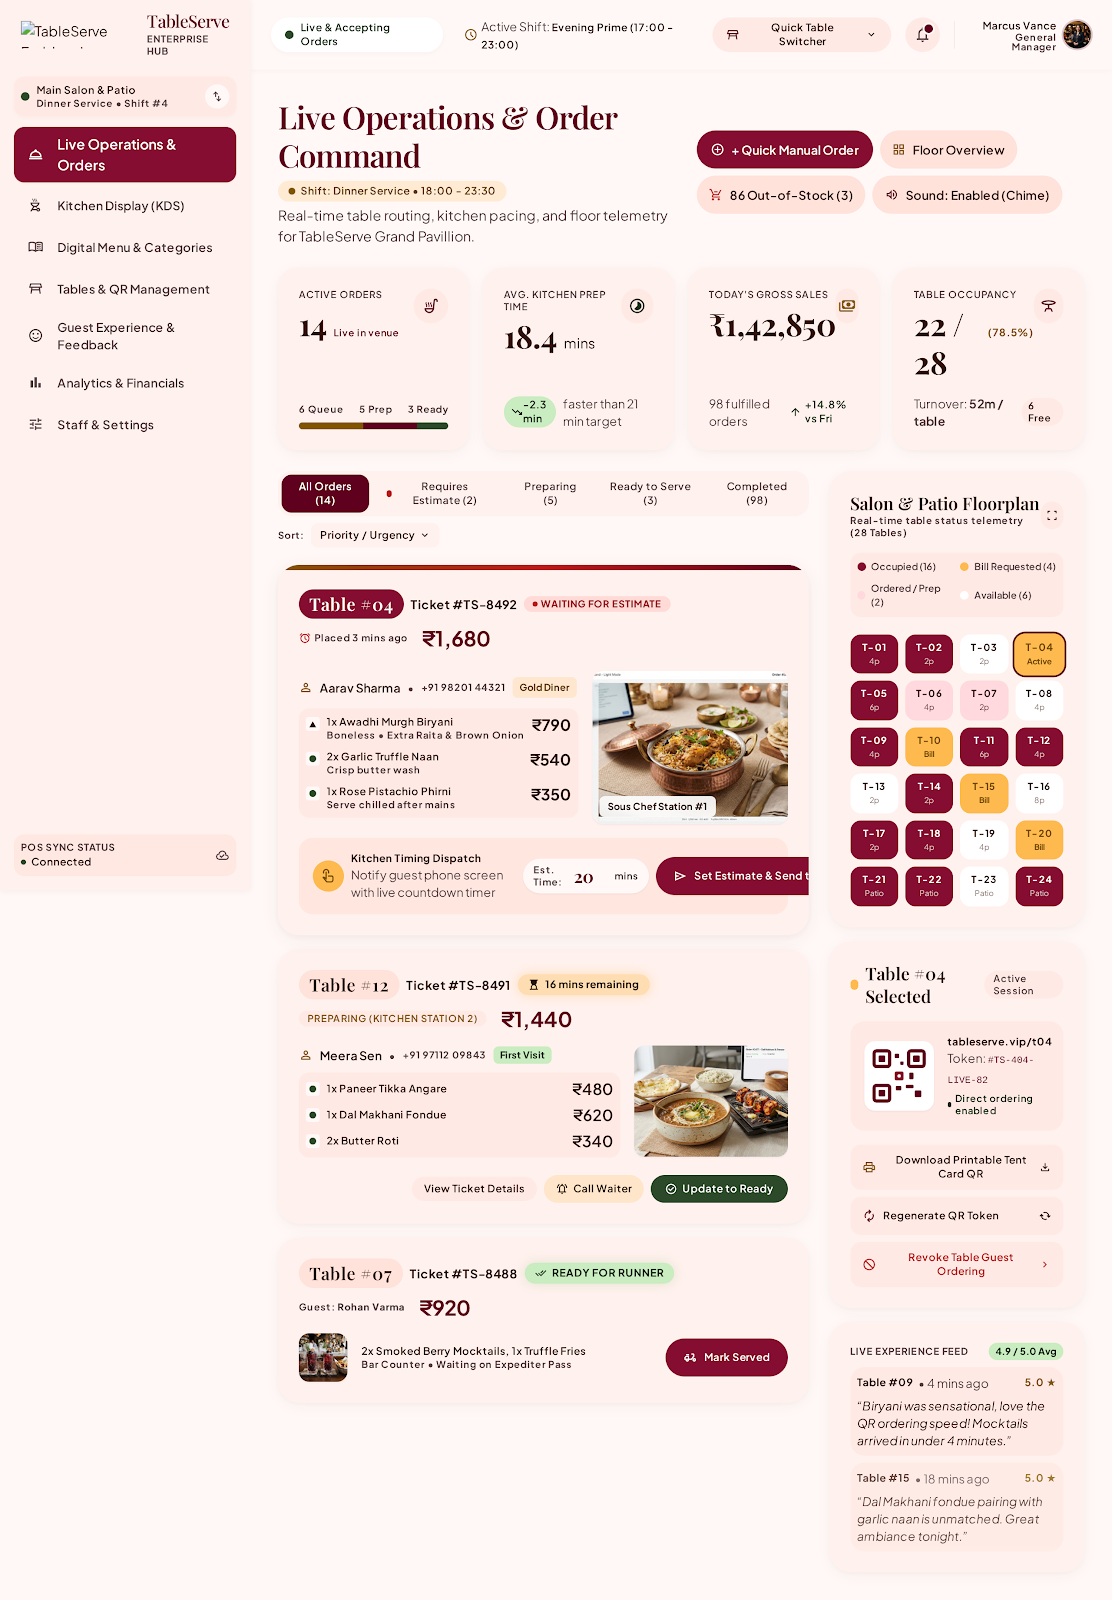 TableServe
TableServe
ENTERPRISE
HUB
Main Salon & Patio
Dinner Service • Shift #4
Live Operations &
Orders
Kitchen Display (KDS)
Digital Menu & Categories
Tables & QR Management
Guest Experience &
Feedback
Analytics & Financials
Staff & Settings
POS SYNC STATUS
Connected
Live & Accepting
Orders
Active Shift: Evening Prime (17:00 -
23:00)
Quick Table
Switcher
Marcus Vance
General
Manager
Live Operations & Order
Command
Shift: Dinner Service • 18:00 - 23:30
Real-time table routing, kitchen pacing, and floor telemetry
for TableServe Grand Pavillion.
+ Quick Manual Order
Floor Overview
86 Out-of-Stock (3)
Sound: Enabled (Chime)
ACTIVE ORDERS
14 Live in venue
6 Queue 5 Prep 3 Ready
AVG. KITCHEN PREP
TIME
18.4 mins
-2.3
min
faster than 21
min target
TODAY'S GROSS SALES
₹1,42,850
98 fulfilled
orders
+14.8%
vs Fri
TABLE OCCUPANCY
22 /
28
(78.5%)
Turnover: 52m /
table
6
Free
All Orders
(14)
Requires
Estimate (2)
Preparing
(5)
Ready to Serve
(3)
Completed
(98)
Sort: Priority / Urgency
Table #04 Ticket #TS-8492 • WAITING FOR ESTIMATE
Placed 3 mins ago ₹1,680
Aarav Sharma • +91 98201 44321 Gold Diner
1x Awadhi Murgh Biryani ₹790
Boneless • Extra Raita & Brown Onion
2x Garlic Truffle Naan ₹540
Crisp butter wash
1x Rose Pistachio Phirni ₹350
Serve chilled after mains
Sous Chef Station #1
Kitchen Timing Dispatch
Notify guest phone screen
with live countdown timer
Est.
Time:
20 mins
Set Estimate & Send t
Table #12 Ticket #TS-8491 16 mins remaining
PREPARING (KITCHEN STATION 2) ₹1,440
Meera Sen • +91 97112 09843 First Visit
1x Paneer Tikka Angare ₹480
1x Dal Makhani Fondue ₹620
2x Butter Roti ₹340
View Ticket Details
Call Waiter
Update to Ready
Table #07 Ticket #TS-8488 READY FOR RUNNER
Guest: Rohan Varma ₹920
2x Smoked Berry Mocktails, 1x Truffle Fries
Bar Counter • Waiting on Expediter Pass
Mark Served
Salon & Patio Floorplan
Real-time table status telemetry
(28 Tables)
Occupied (16)
Bill Requested (4)
Ordered / Prep
(2)
Available (6)
T-01 T-02 T-03 T-04
4p 2p 2p Active
T-05 T-06 T-07 T-08
6p 4p 2p 4p
T-09 T-10 T-11 T-12
4p Bill 6p 4p
T-13 T-14 T-15 T-16
2p 2p Bill 8p
T-17 T-18 T-19 T-20
2p 4p 4p Bill
T-21 T-22 T-23 T-24
Patio Patio Patio Patio
Table #04
Selected
Active
Session
tableserve.vip/t04
Token: #TS-404-
LIVE-82
Direct ordering
enabled
Download Printable Tent
Card QR
Regenerate QR Token
Revoke Table Guest
Ordering
LIVE EXPERIENCE FEED 4.9 / 5.0 Avg
Table #09 • 4 mins ago 5.0 ★
“Biryani was sensational, love the
QR ordering speed! Mocktails
arrived in under 4 minutes.”
Table #15 • 18 mins ago 5.0 ★
“Dal Makhani fondue pairing with
garlic naan is unmatched. Great
ambiance tonight.”